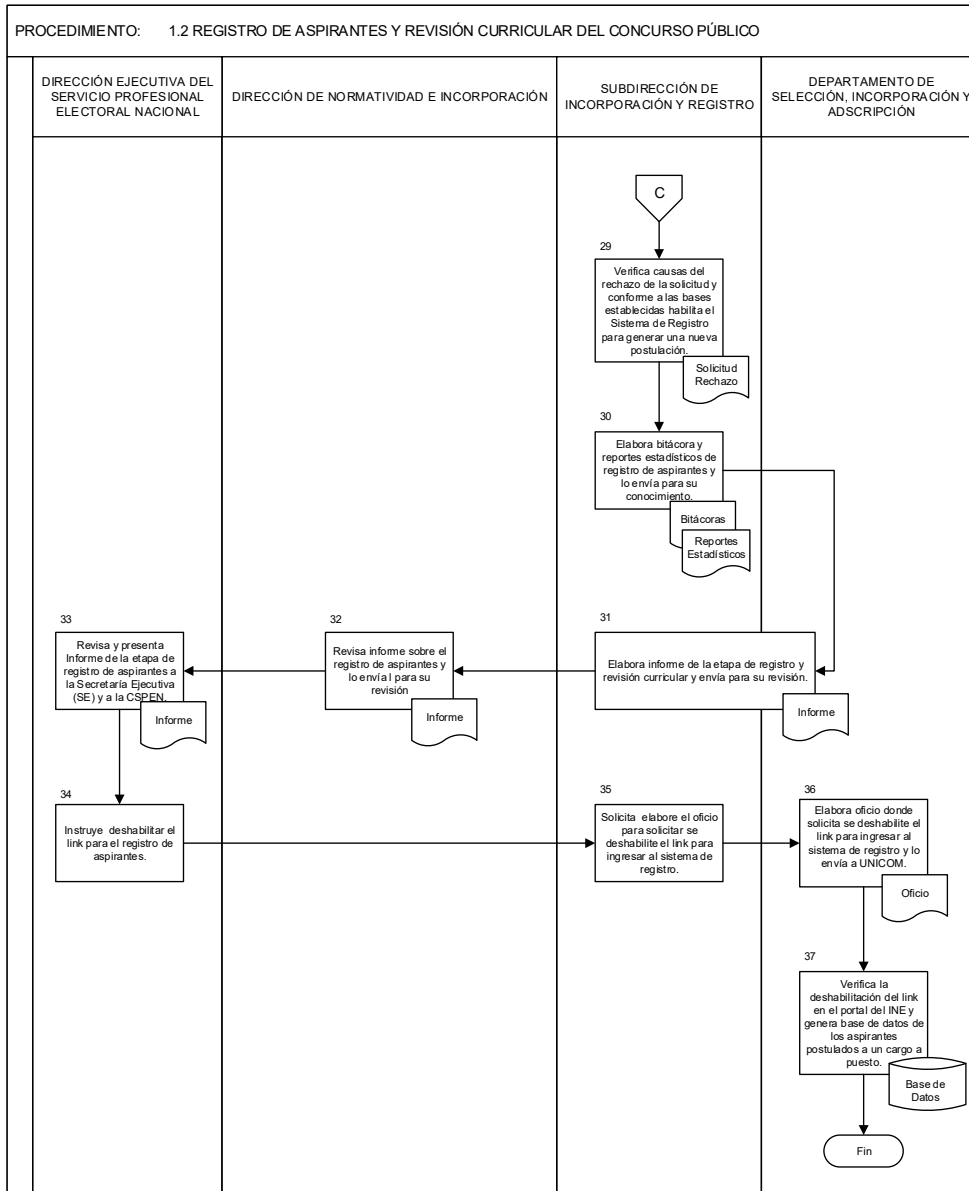 PROCEDIMIENTO: 1.2 REGISTRO DE ASPIRANTES Y REVISIÓN CURRICULAR DEL CONCURSO PÚBLICO
DIRECCIÓN EJECUTIVA DEL
SERVICIO PROFESIONAL
ELECTORAL NACIONAL
DIRECCIÓN DE NORMATIVIDAD E INCORPORACIÓN
SUBDIRECCIÓN DE
INCORPORACIÓN Y REGISTRO
DEPARTAMENTO DE
SELECCIÓN, INCORPORACIÓN Y
ADSCRIPCIÓN
C
29
Verifica causas del
rechazo de la solicitud y
conforme a las bases
establecidas habilita el
Sistema de Registro
para generar una nueva
postulación.
Solicitud
Rechazo
30
Elabora bitácora y
reportes estadísticos de
registro de aspirantes y
lo envía para su
conocimiento.
Bitácoras
Reportes
Estadísticos
33
Revisa y presenta
Informe de la etapa de
registro de aspirantes a
la Secretaría Ejecutiva
(SE) y a la CSPEN.
Informe
32
Revisa informe sobre el
registro de aspirantes y
lo envía l para su
revisión
Informe
31
Elabora informe de la etapa de registro y
revisión curricular y envía para su revisión.
Informe
34
Instruye deshabilitar el
link para el registro de
aspirantes.
35
Solicita elabore el oficio
para solicitar se
deshabilite el link para
ingresar al sistema de
registro.
36
Elabora oficio donde
solicita se deshabilite el
link para ingresar al
sistema de registro y lo
envía a UNICOM.
Oficio
37
Verifica la
deshabilitación del link
en el portal del INE y
genera base de datos de
los aspirantes
postulados a un cargo a
puesto.
Base de
Datos
Fin